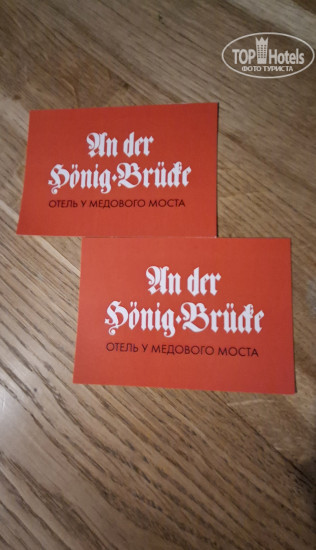 TOP Hotels
ФОТО ТУРИСТА
An der
Hönig-Brücke
ОТЕЛЬ У МЕДОВОГО МОСТА
An der
Hönig-Brücke
ОТЕЛЬ У МЕДОВОГО МОСТА